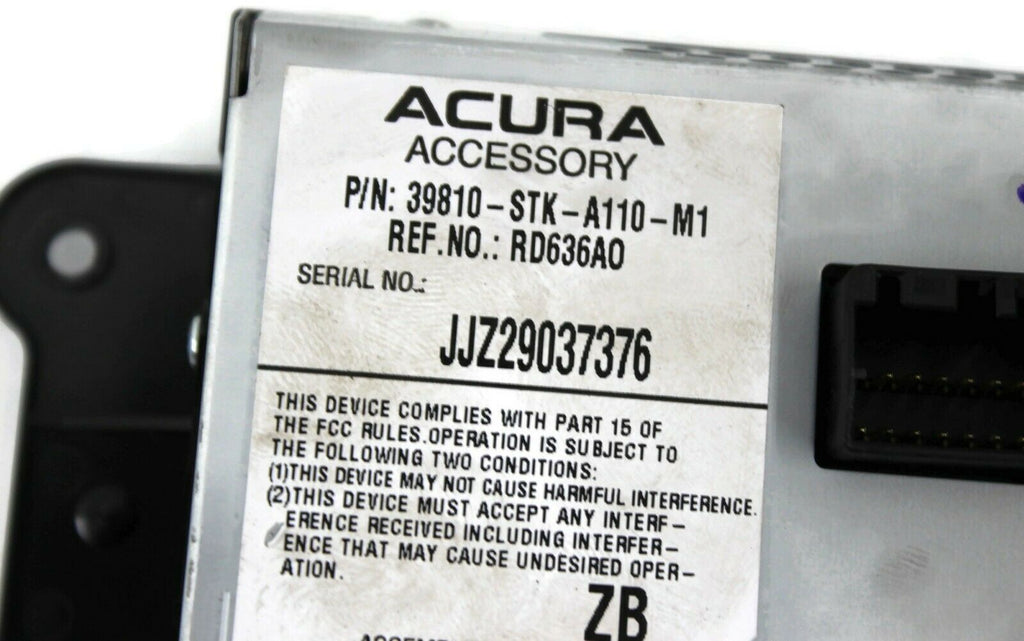 ACURA
ACCESSORY
P/N: 39810-STK-A110-M1
REF.NO.: RD636AO
SERIAL NO.:
JJZ29037376
THIS DEVICE COMPLIES WITH PART 15 OF
THE FCC RULES.OPERATION IS SUBJECT TO
THE FOLLOWING TWO CONDITIONS:
(1)THIS DEVICE MAY NOT CAUSE HARMFUL INTERFERENCE.
(2)THIS DEVICE MUST ACCEPT ANY INTERF-
ERENCE RECEIVED INCLUDING INTERFER-
ENCE THAT MAY CAUSE UNDESIRED OPER-
ATION.
ZB